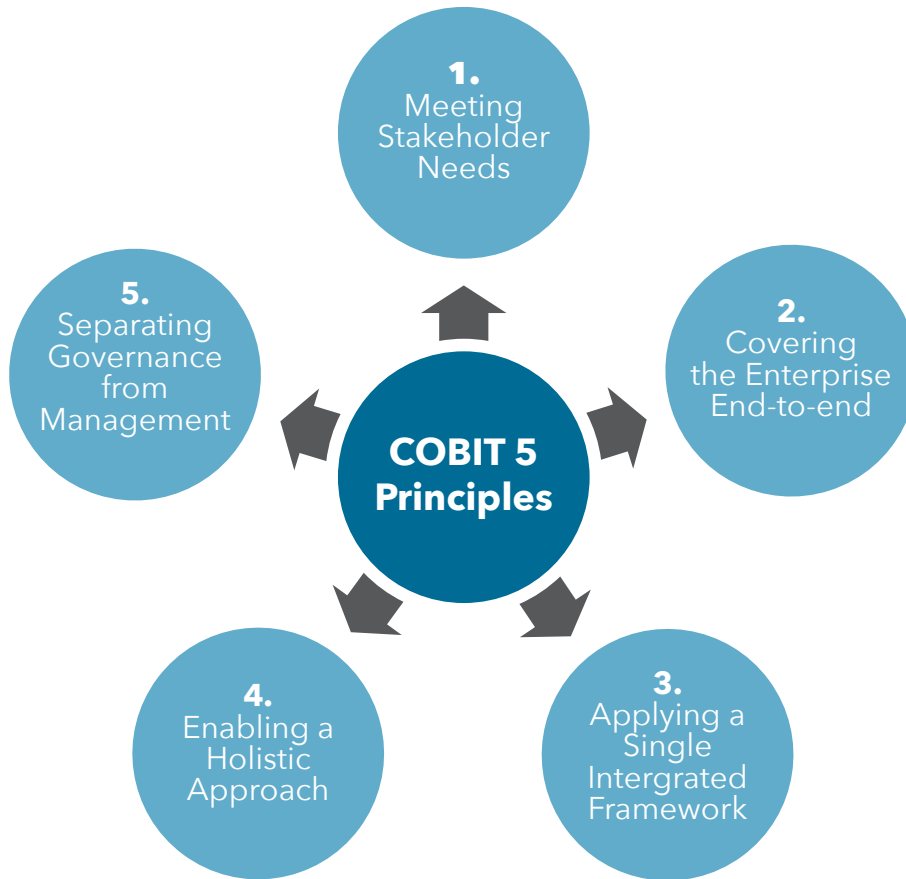 1.
Meeting
Stakeholder
Needs
2.
Covering
the Enterprise
End-to-end
3.
Applying a
Single
Intergrated
Framework
4.
Enabling a
Holistic
Approach
5.
Separating
Governance
from
Management
COBIT 5
Principles